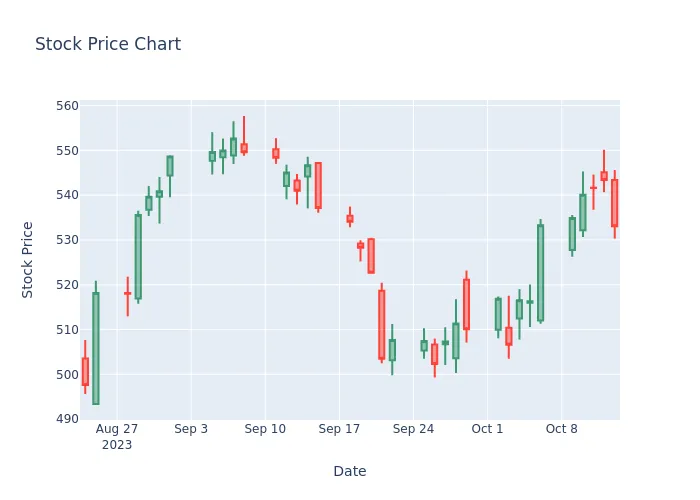 Stock Price Chart
560
550
540
530
520
510
500
490
Stock Price
Aug 27
2023
Sep 3
Sep 10
Sep 17
Sep 24
Oct 1
Oct 8
Date